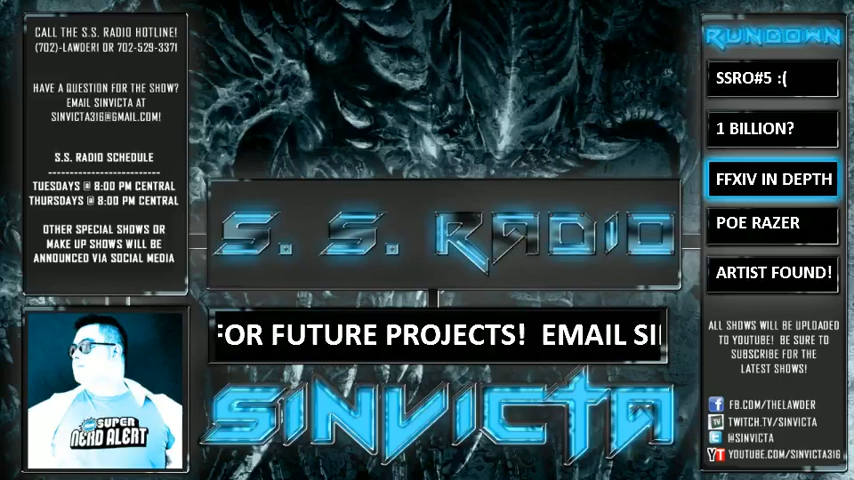 CALL THE S.S. RADIO HOTLINE!
(702)-LAWDERI OR 702-529-3371
HAVE A QUESTION FOR THE SHOW?
EMAIL SINVICTA AT
SINVICTA316@GMAIL.COM!
S.S. RADIO SCHEDULE
--------------------------
TUESDAYS @ 8:00 PM CENTRAL
THURSDAYS @ 8:00 PM CENTRAL
OTHER SPECIAL SHOWS OR
MAKE UP SHOWS WILL BE
ANNOUNCED VIA SOCIAL MEDIA
SUPER
NERD ALERT
S. S. RADIO
FOR FUTURE PROJECTS! EMAIL SI
SINVICTA
RUNDOWN
SSRO#5 :(
1 BILLION?
FFXIV IN DEPTH
POE RAZER
ARTIST FOUND!
ALL SHOWS WILL BE UPLOADED
TO YOUTUBE! BE SURE TO
SUBSCRIBE FOR THE
LATEST SHOWS!
FB.COM/THELAWDER
TWITCH.TV/SINVICTA
@SINVICTA
YT YOUTUBE.COM/SINVICTA316